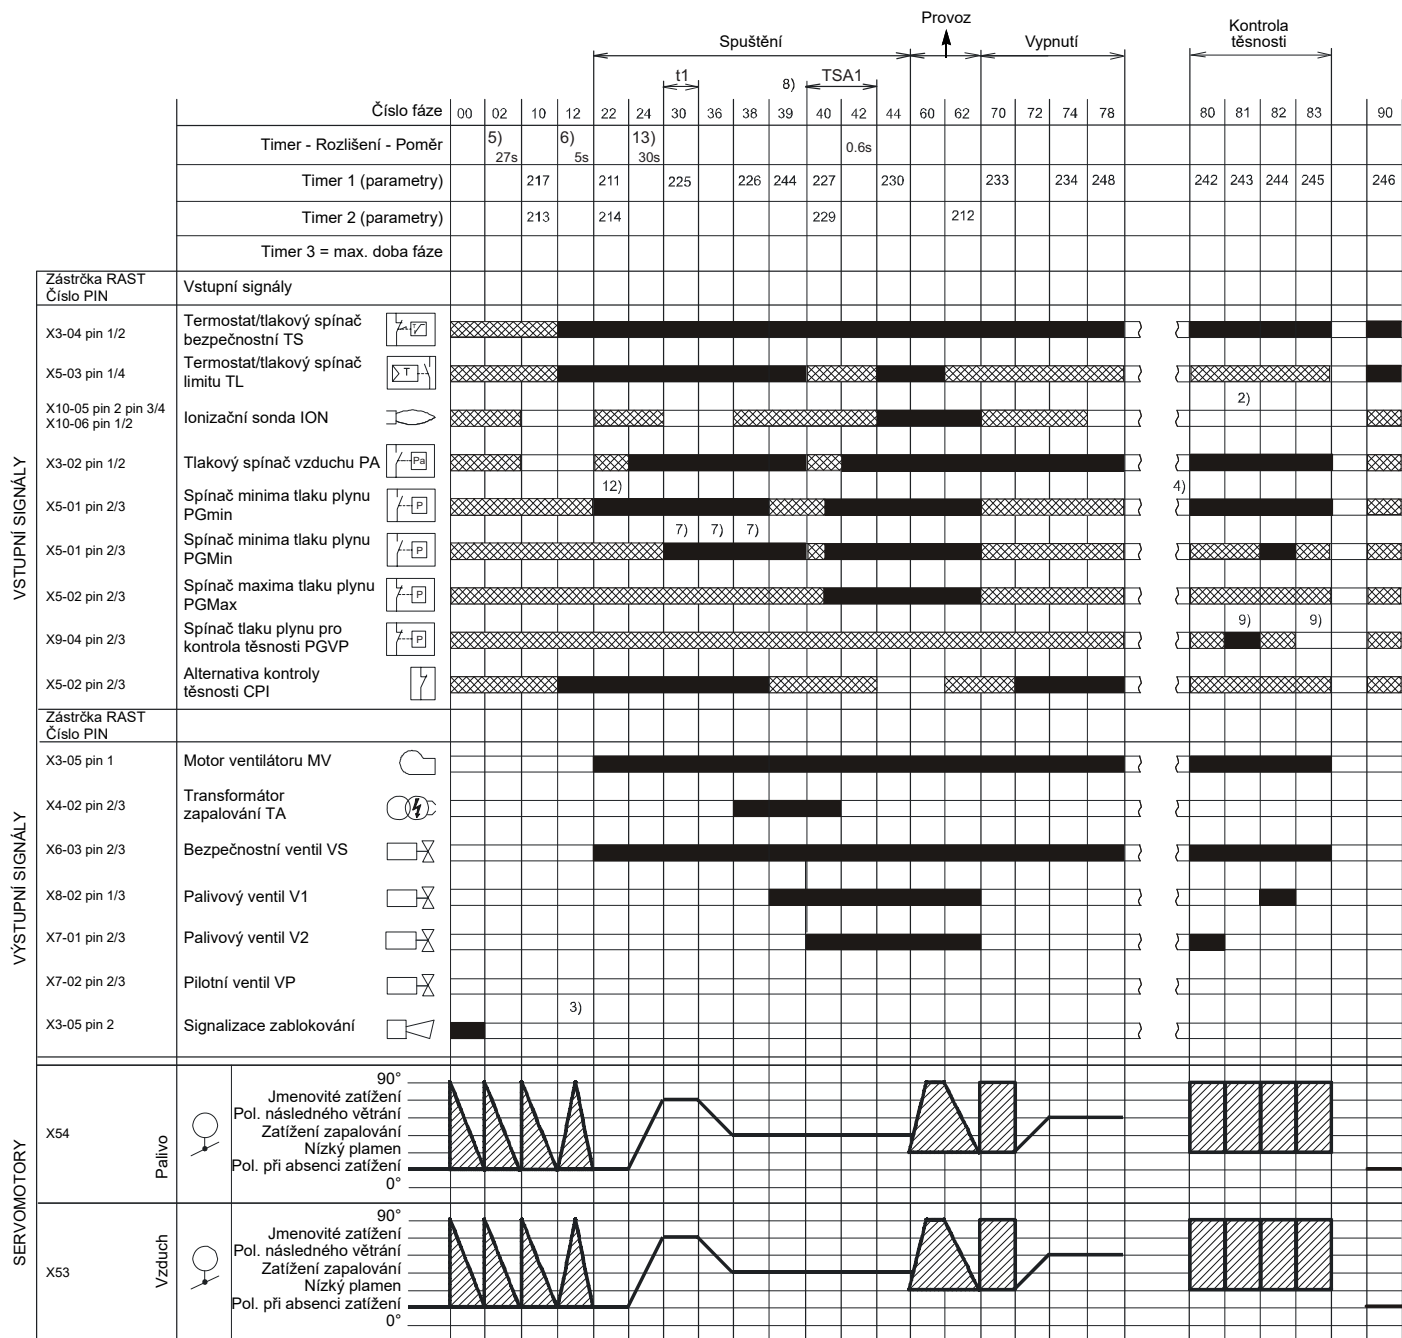 Provoz
Spuštění
Vypnutí
Kontrola
těsnosti
t1
8)
TSA1
Číslo fáze 00 02 10 12 22 24 30 36 38 39 40 42 44 60 62 70 72 74 78 80 81 82 83 90
Timer - Rozlišení - Poměr 5) 27s 6) 5s 13) 30s 0.6s
Timer 1 (parametry) 217 211 225 226 244 227 230 233 234 248 242 243 244 245 246
Timer 2 (parametry) 213 214 229 212
Timer 3 = max. doba fáze
Zástrčka RAST
Číslo PIN
Vstupní signály
VSTUPNÍ SIGNÁLY
X3-04 pin 1/2
Termostat/tlakový spínač
bezpečnostní TS
X5-03 pin 1/4
Termostat/tlakový spínač
limitu TL
T
2)
X10-05 pin 2 pin 3/4
X10-06 pin 1/2
Ionizační sonda ION
X3-02 pin 1/2
Tlakový spínač vzduchu PA
Pa
12)
4)
X5-01 pin 2/3
Spínač minima tlaku plynu
PGmin
P
7) 7) 7)
X5-01 pin 2/3
Spínač minima tlaku plynu
PGMin
P
X5-02 pin 2/3
Spínač maxima tlaku plynu
PGMax
P
9) 9)
X9-04 pin 2/3
Spínač tlaku plynu pro
kontrola těsnosti PGVP
P
X5-02 pin 2/3
Alternativa kontroly
těsnosti CPI
Zástrčka RAST
Číslo PIN
VÝSTUPNÍ SIGNÁLY
X3-05 pin 1
Motor ventilátoru MV
X4-02 pin 2/3
Transformátor
zapalování TA
X6-03 pin 2/3
Bezpečnostní ventil VS
X8-02 pin 1/3
Palivový ventil V1
X7-01 pin 2/3
Palivový ventil V2
X7-02 pin 2/3
Pilotní ventil VP
3)
X3-05 pin 2
Signalizace zablokování
SERVOMOTORY
X54
Palivo
90°
Jmenovité zatížení
Pol. následného větrání
Zatížení zapalování
Nízký plamen
Pol. při absenci zatížení
0°
X53
Vzduch
90°
Jmenovité zatížení
Pol. následného větrání
Zatížení zapalování
Nízký plamen
Pol. při absenci zatížení
0°